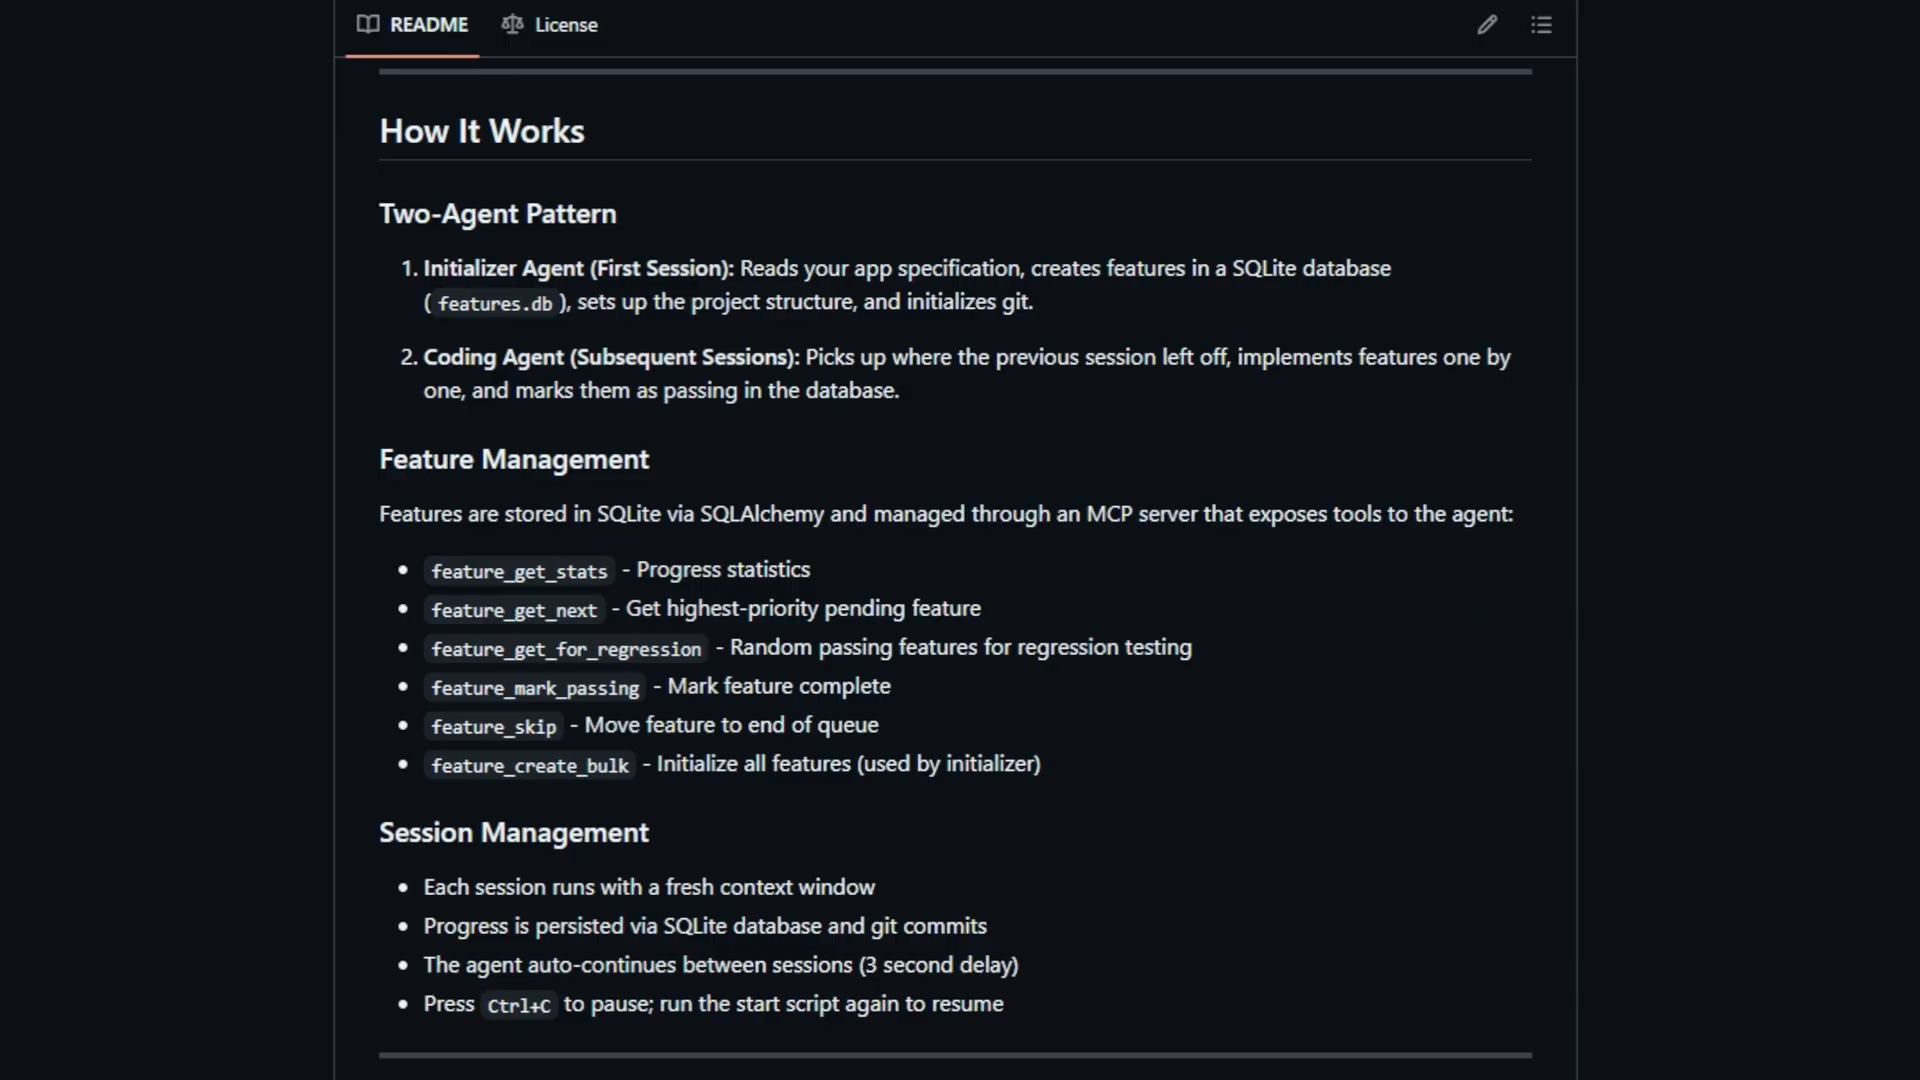 README
License
How It Works
Two-Agent Pattern
1. Initializer Agent (First Session): Reads your app specification, creates features in a SQLite database
( features.db ), sets up the project structure, and initializes git.
2. Coding Agent (Subsequent Sessions): Picks up where the previous session left off, implements features one by
one, and marks them as passing in the database.
Feature Management
Features are stored in SQLite via SQLAlchemy and managed through an MCP server that exposes tools to the agent:
• feature_get_stats - Progress statistics
• feature_get_next - Get highest-priority pending feature
• feature_get_for_regression - Random passing features for regression testing
• feature_mark_passing - Mark feature complete
• feature_skip - Move feature to end of queue
• feature_create_bulk - Initialize all features (used by initializer)
Session Management
• Each session runs with a fresh context window
• Progress is persisted via SQLite database and git commits
• The agent auto-continues between sessions (3 second delay)
• Press Ctrl+C to pause; run the start script again to resume